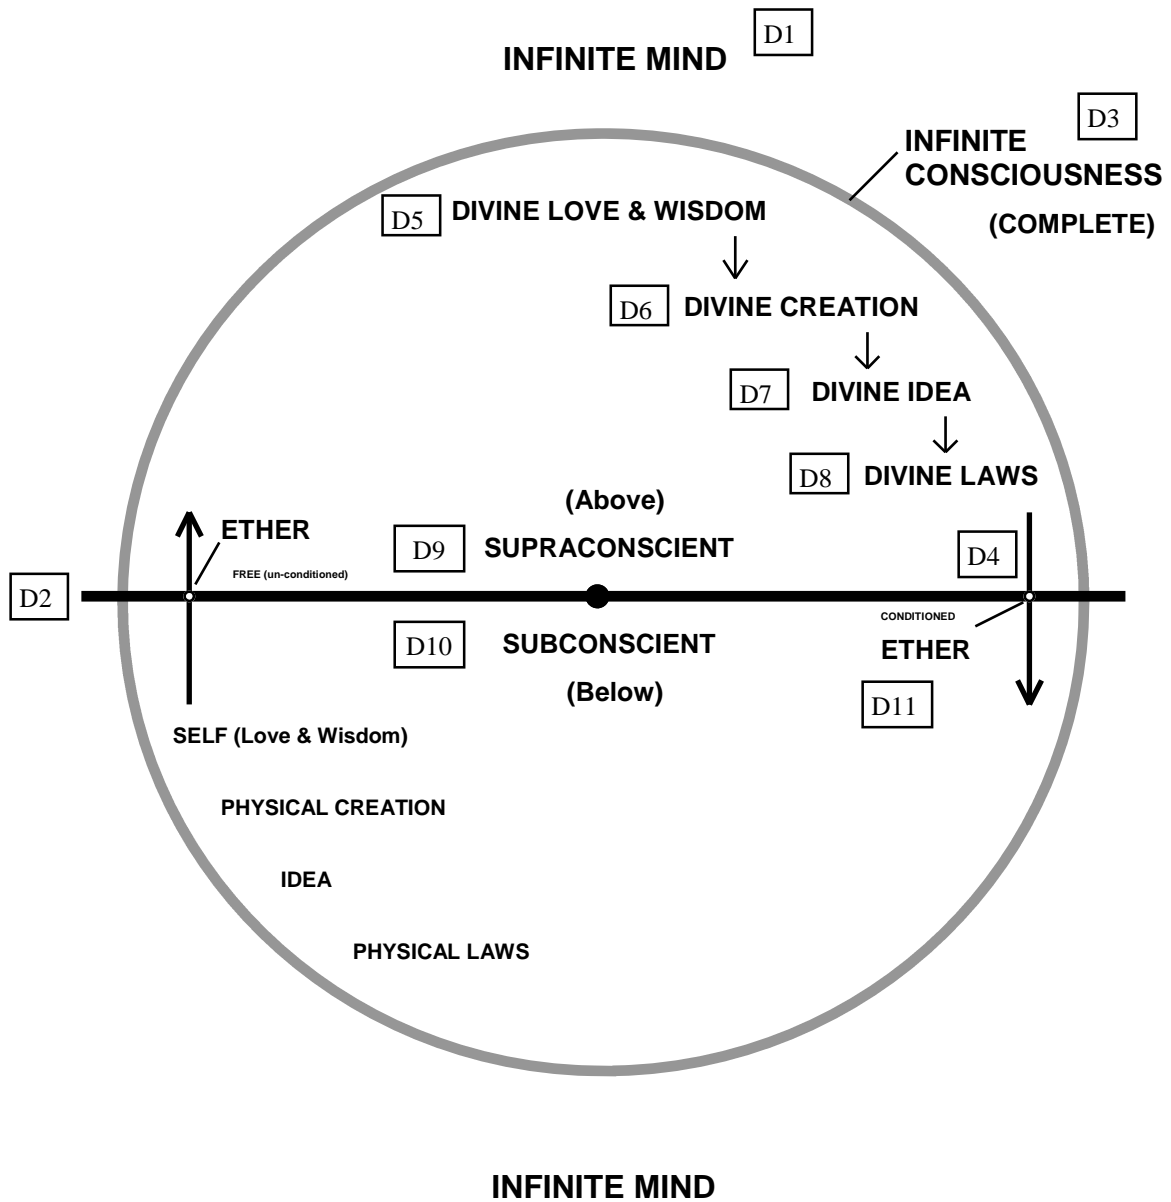 D1
INFINITE MIND
D3
INFINITE
CONSCIOUSNESS
(COMPLETE)
D5 DIVINE LOVE & WISDOM
D6 DIVINE CREATION
D7 DIVINE IDEA
D8 DIVINE LAWS
(Above)
ETHER
D9 SUPRACONSCIENT
D4
FREE (un-conditioned)
D2
D10 SUBCONSCIENT
CONDITIONED
ETHER
(Below)
D11
SELF (Love & Wisdom)
PHYSICAL CREATION
IDEA
PHYSICAL LAWS
INFINITE MIND